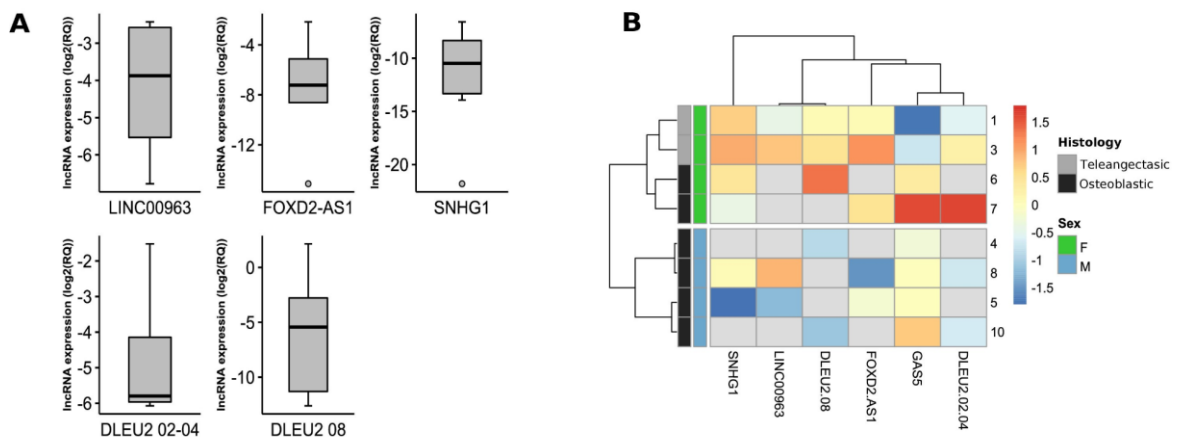 A
B
lncRNA expression (log2(RQ))
-3
-4
-5
-6
LINC00963
lncRNA expression (log2(RQ))
-4
-8
-12
FOXD2-AS1
lncRNA expression (log2(RQ))
-10
-15
-20
SNHG1
lncRNA expression (log2(RQ))
-2
-3
-4
-5
-6
DLEU2 02-04
lncRNA expression (log2(RQ))
0
-5
-10
DLEU2 08
1
3
6
7
4
8
5
10
SNHG1
LINC00963
DLEU2.08
FOXD2.AS1
GAS5
DLEU2.02.04
1.5
1
0.5
0
-0.5
-1
-1.5
Histology
Teleangectasic
Osteoblastic
Sex
F
M